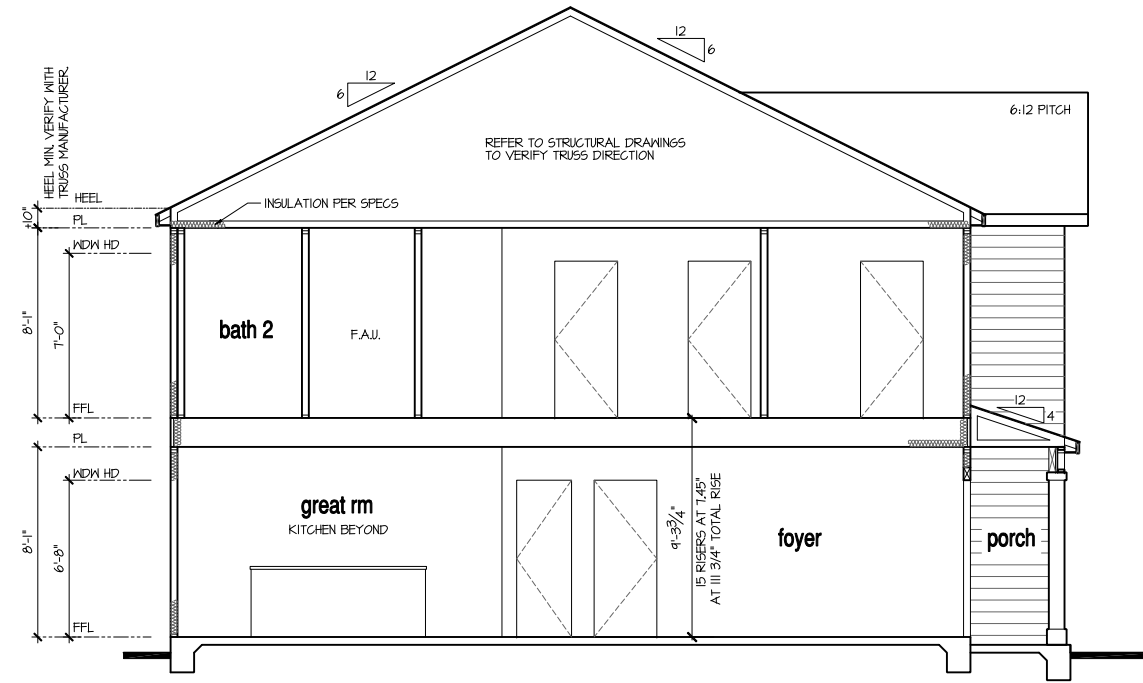 12
6
12
6
6:12 PITCH
HEEL MIN. VERIFY WITH
TRUSS MANUFACTURER.
REFER TO STRUCTURAL DRAWINGS
TO VERIFY TRUSS DIRECTION
HEEL
INSULATION PER SPECS
±10"
PL
WDW HD
8'-1"
7'-0"
bath 2
F.A.U.
FFL
12
4
PL
WDW HD
great rm
KITCHEN BEYOND
8'-1"
6'-8"
9'-3 3/4"
15 RISERS AT 7.45"
AT 111 3/4" TOTAL RISE
foyer
porch
FFL